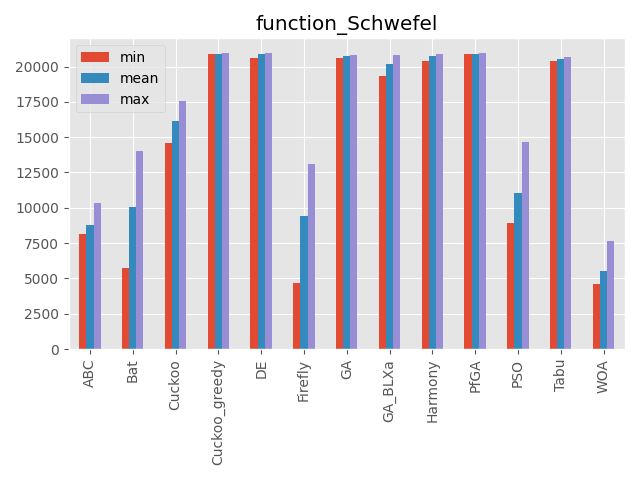 function_Schwefel
min
mean
max
20000
17500
15000
12500
10000
7500
5000
2500
0
ABC
Bat
Cuckoo
Cuckoo_greedy
DE
Firefly
GA
GA_BLXa
Harmony
PfGA
PSO
Tabu
WOA